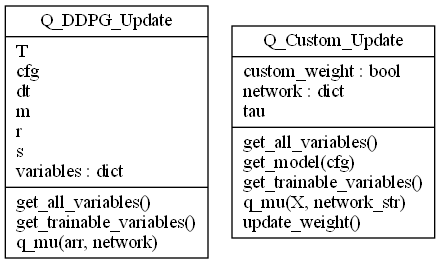 Q_DDPG_Update
T
cfg
dt
m
r
s
variables : dict
get_all_variables()
get_trainable_variables()
q_mu(arr, network)
Q_Custom_Update
custom_weight : bool
network : dict
tau
get_all_variables()
get_model(cfg)
get_trainable_variables()
q_mu(X, network_str)
update_weight()